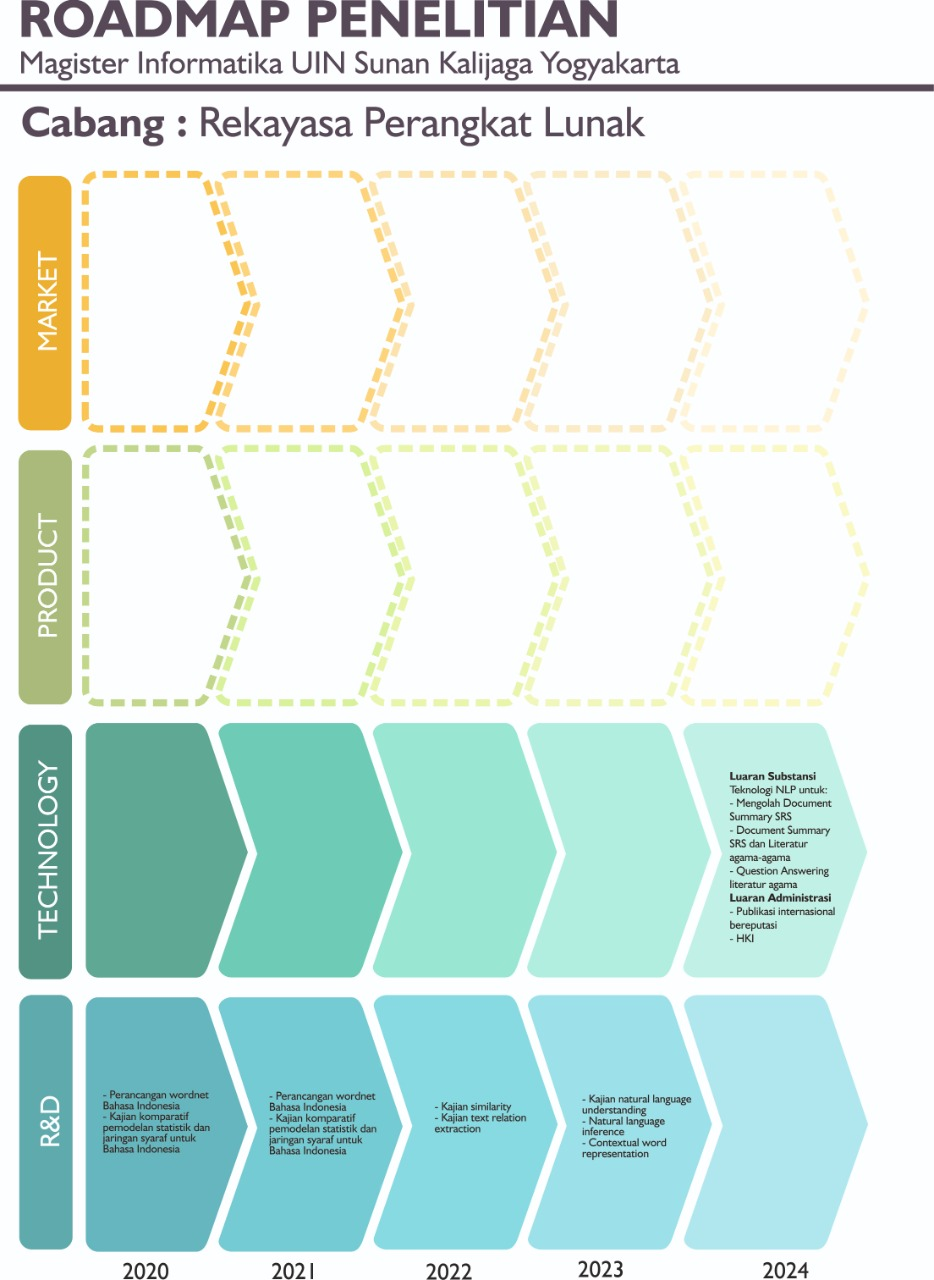 ROADMAP PENELITIAN
Magister Informatika UIN Sunan Kalijaga Yogyakarta
Cabang : Rekayasa Perangkat Lunak
MARKET
PRODUCT
TECHNOLOGY
Luaran Substansi
Teknologi NLP untuk:
- Mengolah Document
Summary SRS
- Document Summary
SRS dan Literatur
agama-agama
- Question Answering
literatur agama
Luaran Administrasi
- Publikasi internasional
bereputasi
- HKI
R&D
- Perancangan wordnet
Bahasa Indonesia
- Kajian komparatif
pemodelan statistik dan
jaringan syaraf untuk
Bahasa Indonesia
- Perancangan wordnet
Bahasa Indonesia
- Kajian komparatif
pemodelan statistik dan
jaringan syaraf untuk
Bahasa Indonesia
- Kajian similarity
- Kajian text relation
extraction
- Kajian natural language
understanding
- Natural language
inference
- Contextual word
representation
2020
2021
2022
2023
2024